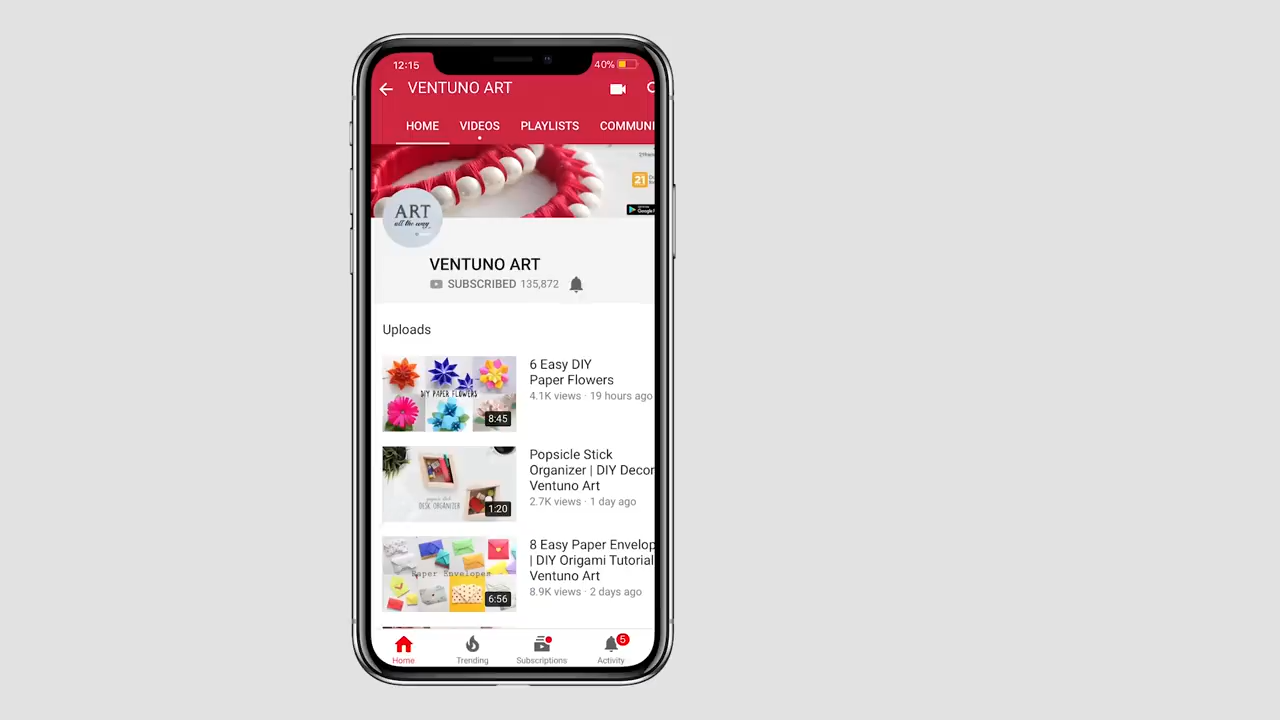 12:15
40%
VENTUNO ART
HOME VIDEOS PLAYLISTS COMMUNI
21
ART
all the way
VENTUNO ART
SUBSCRIBED 135,872
Uploads
DIY PAPER FLOWERS
8:45
6 Easy DIY
Paper Flowers
4.1K views · 19 hours ago
popsicle stick
DESK ORGANIZER
1:20
Popsicle Stick
Organizer | DIY Decor
Ventuno Art
2.7K views · 1 day ago
Paper Envelopes
6:56
8 Easy Paper Envelop
| DIY Origami Tutorial
Ventuno Art
8.9K views · 2 days ago
5
Home Trending Subscriptions Activity